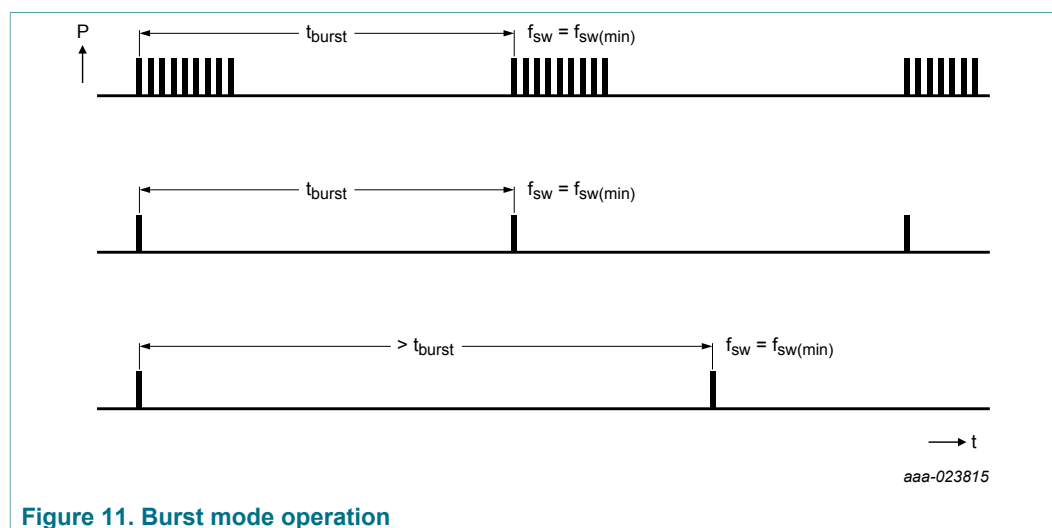 P
t_burst
f_sw = f_sw(min)
t_burst
f_sw = f_sw(min)
> t_burst
f_sw = f_sw(min)
t
aaa-023815
Figure 11. Burst mode operation